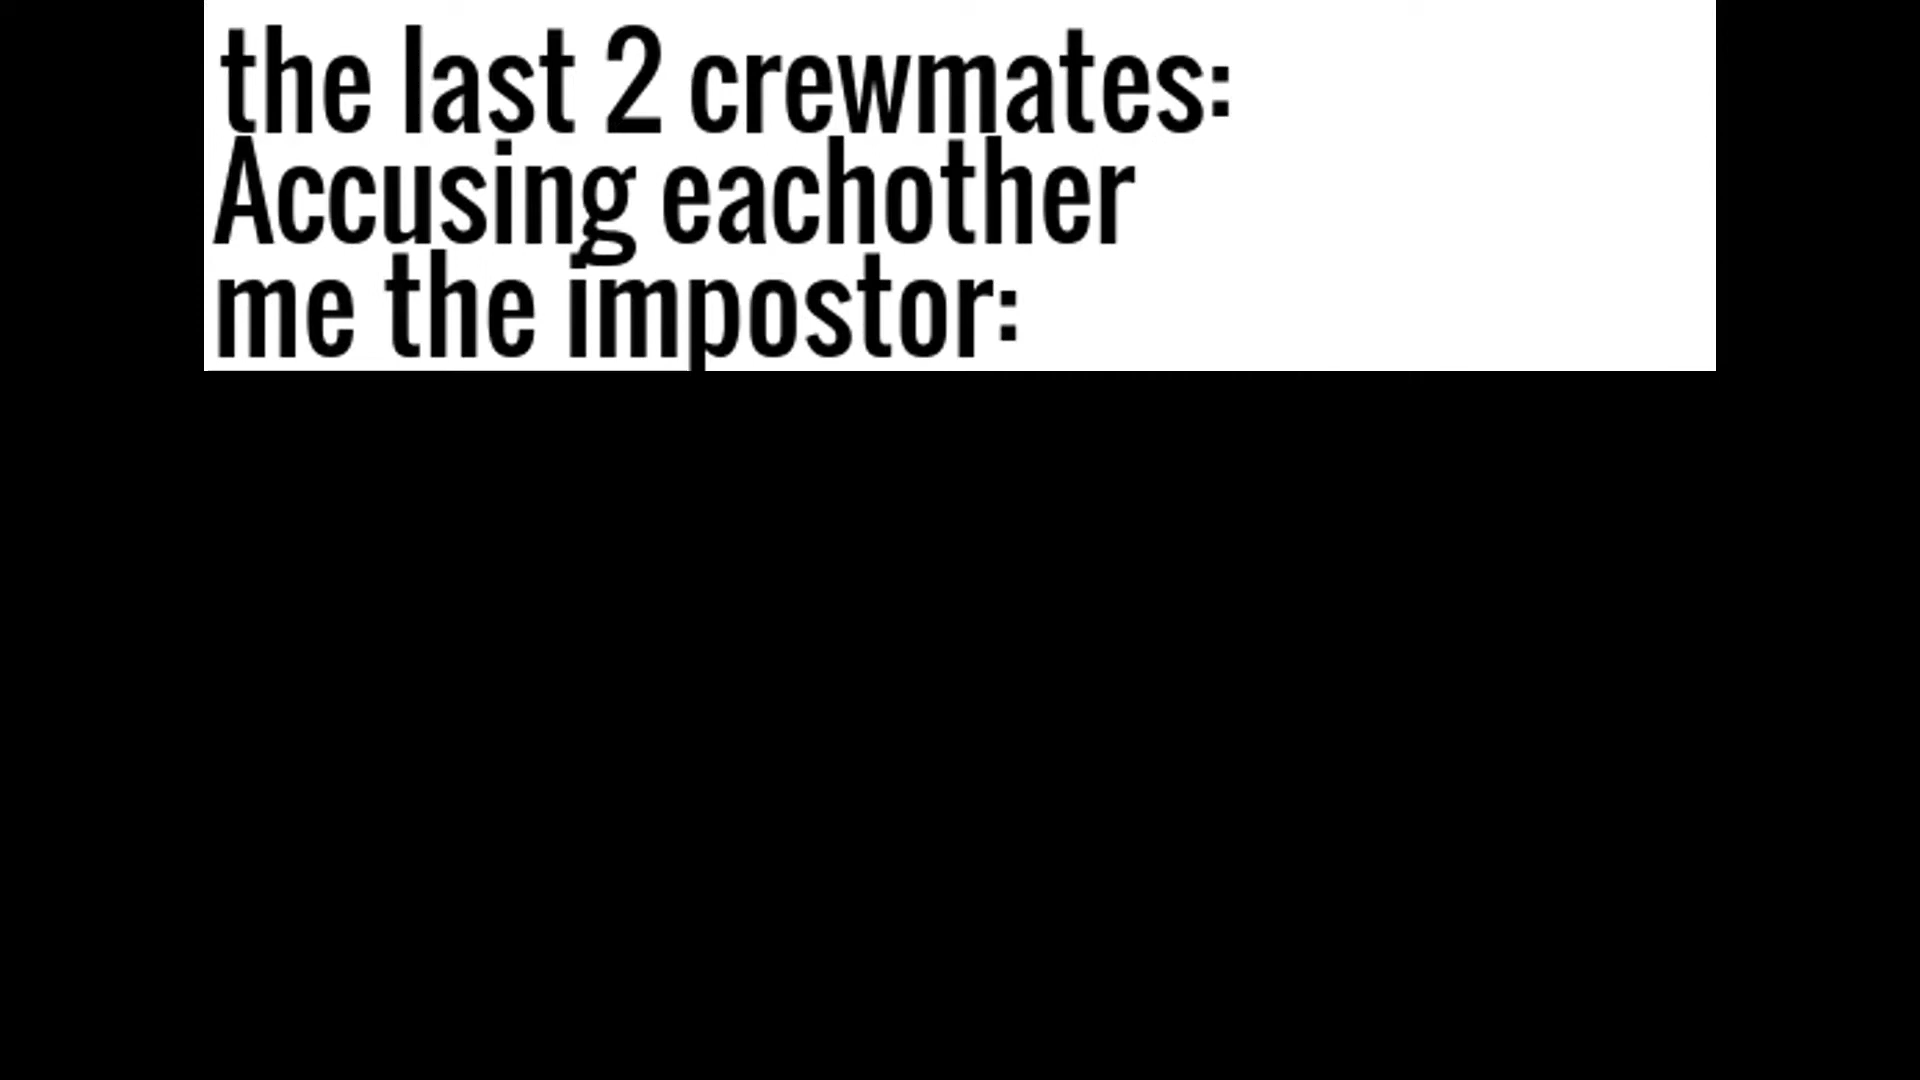 the last 2 crewmates:
Accusing eachother
me the impostor: